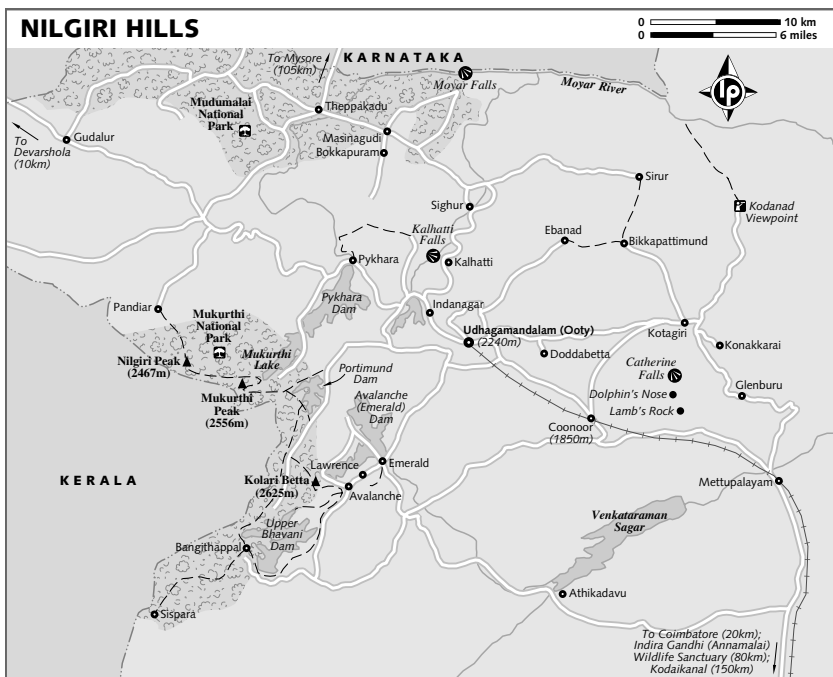 NILGIRI HILLS
0 10 km
0 6 miles
To Mysore
(105km)
KARNATAKA
Moyar Falls
Moyar River
lp
Mudumalai
National
Park
Theppakadu
To
Devarshola
(10km)
Gudalur
Masinagudi
Bokkapuram
Sirur
Sighur
Kodanad
Viewpoint
Kalhatti
Falls
Ebanad
Bikkapattimund
Pykhara
Kalhatti
Pykhara
Dam
Pandiar
Indanagar
Mukurthi
National
Park
Udhagamandalam (Ooty)
(2240m)
Kotagiri
Konakkarai
Nilgiri Peak
(2467m)
Mukurthi
Lake
Doddabetta
Catherine
Falls
Portimund
Dam
Mukurthi
Peak
(2556m)
Glenburu
Dolphin's Nose
Lamb's Rock
Avalanche
(Emerald)
Dam
Coonoor
(1850m)
KERALA
Lawrence
Emerald
Kolari Betta
(2625m)
Avalanche
Mettupalayam
Venkataraman
Sagar
Upper
Bhavani
Dam
Bangithappal
Athikadavu
Sispara
To Coimbatore (20km);
Indira Gandhi (Annamalai)
Wildlife Sanctuary (80km);
Kodaikanal (150km)